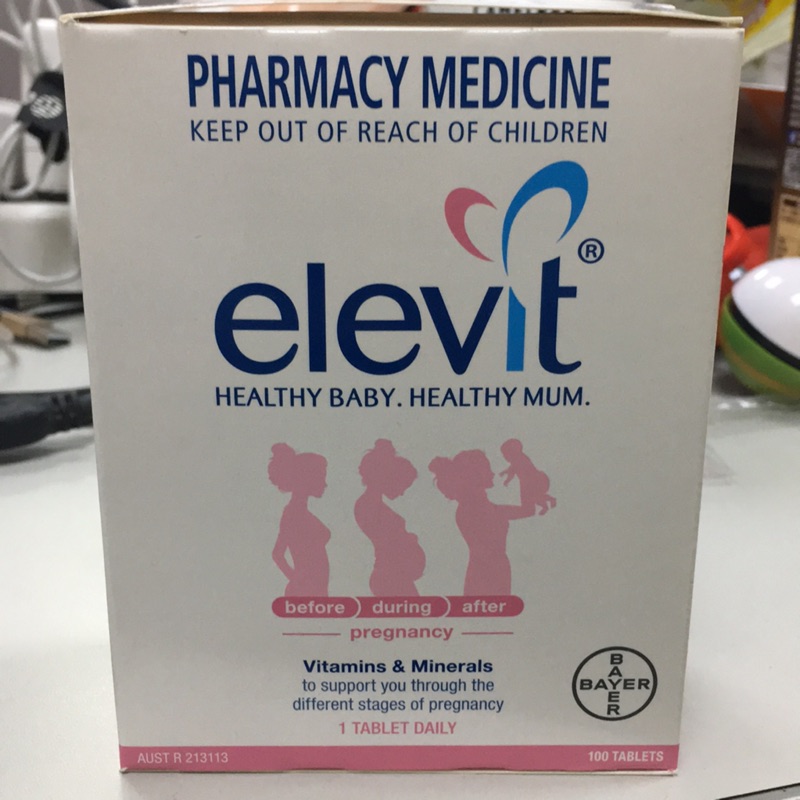 PHARMACY MEDICINE
KEEP OUT OF REACH OF CHILDREN
elevit®
HEALTHY BABY. HEALTHY MUM.
before during after
pregnancy
Vitamins & Minerals
to support you through the
different stages of pregnancy
1 TABLET DAILY
BAYER
BAYER
AUST R 213113
100 TABLETS